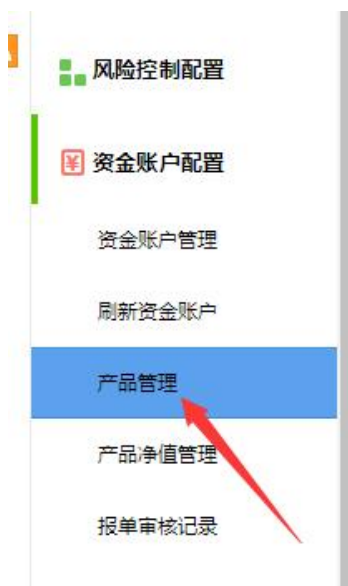 风险控制配置
资金账户配置
资金账户管理
刷新资金账户
产品管理
产品净值管理
报单审核记录